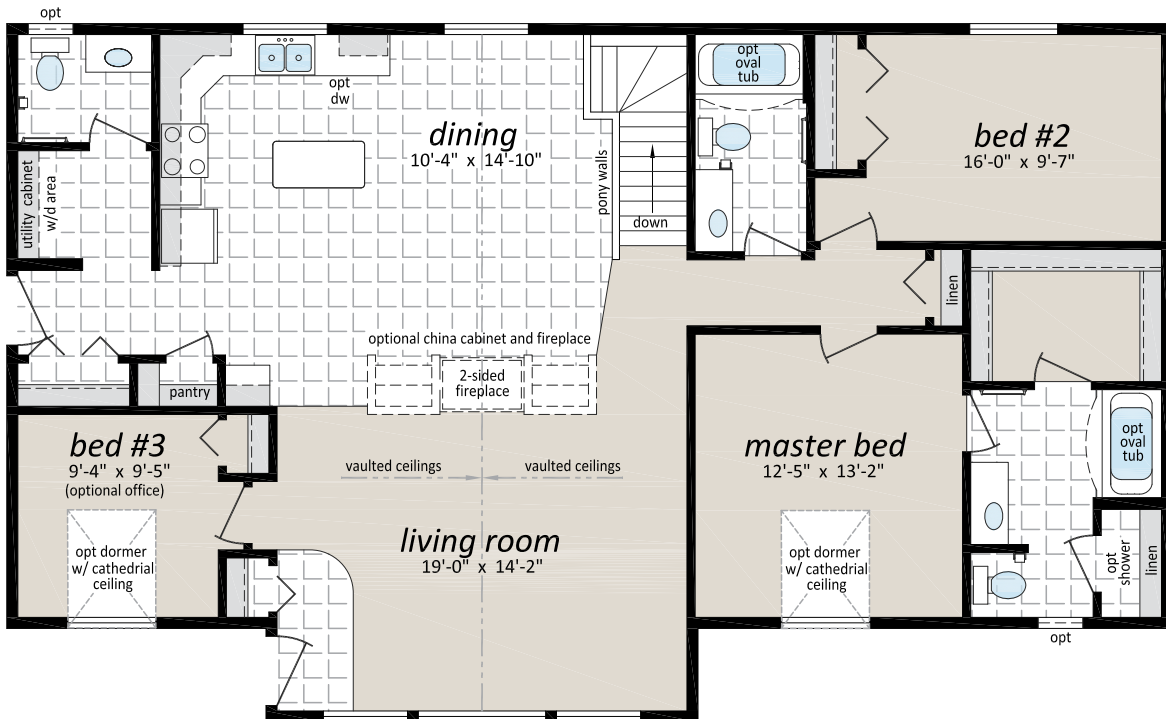 opt
opt
oval
tub
opt
dw
dining
10'-4" x 14'-10"
bed #2
16'-0" x 9'-7"
pony walls
utility cabinet
w/d area
down
linen
optional china cabinet and fireplace
2-sided
fireplace
pantry
bed #3
9'-4" x 9'-5"
(optional office)
vaulted ceilings
vaulted ceilings
master bed
12'-5" x 13'-2"
opt
oval
tub
living room
19'-0" x 14'-2"
opt dormer
w/ cathedrial
ceiling
opt dormer
w/ cathedrial
ceiling
opt
shower
linen
opt